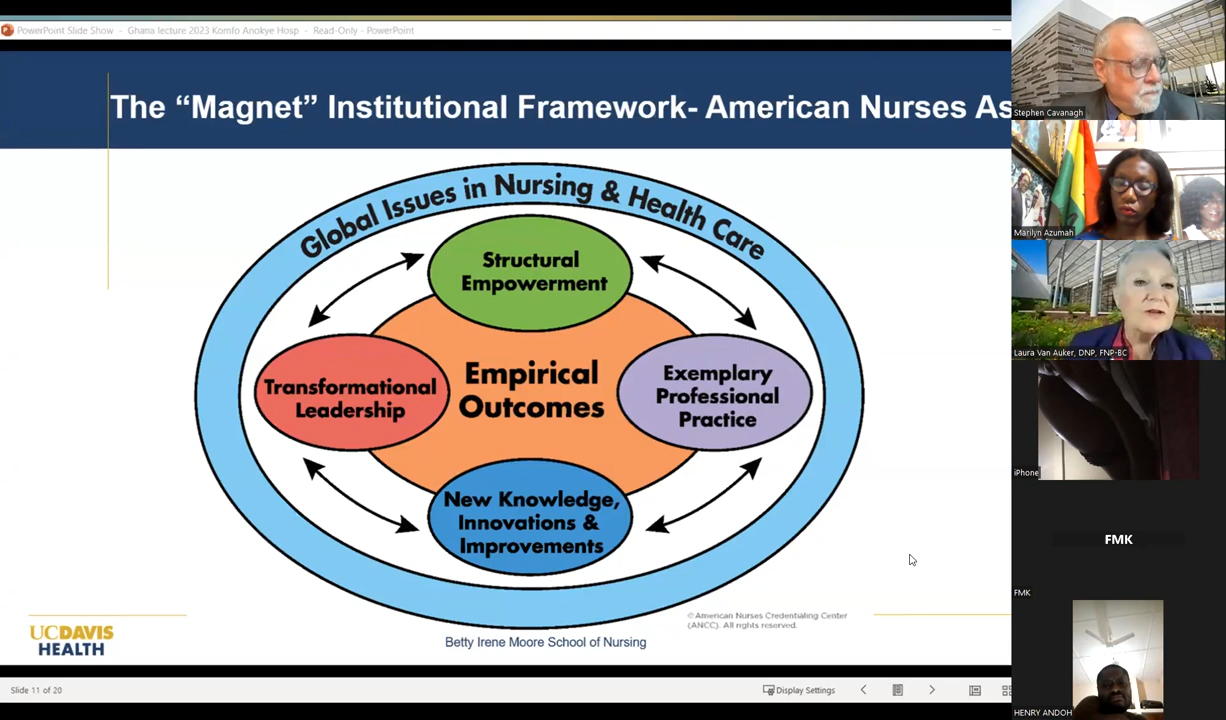 PowerPoint Slide Show - Ghana lecture 2023 Komfo Anokye Hosp - Read-Only - PowerPoint
The “Magnet” Institutional Framework- American Nurses As
Global Issues in Nursing & Health Care
Structural
Empowerment
Transformational
Leadership
Empirical
Outcomes
Exemplary
Professional
Practice
New Knowledge,
Innovations &
Improvements
©American Nurses Credentialing Center
(ANCC). All rights reserved.
UCDAVIS
HEALTH
Betty Irene Moore School of Nursing
Slide 11 of 20
Display Settings
Stephen Cavanagh
Marilyn Azumah
Laura Van Auker, DNP, FNP-BC
iPhone
FMK
FMK
HENRY ANDOH